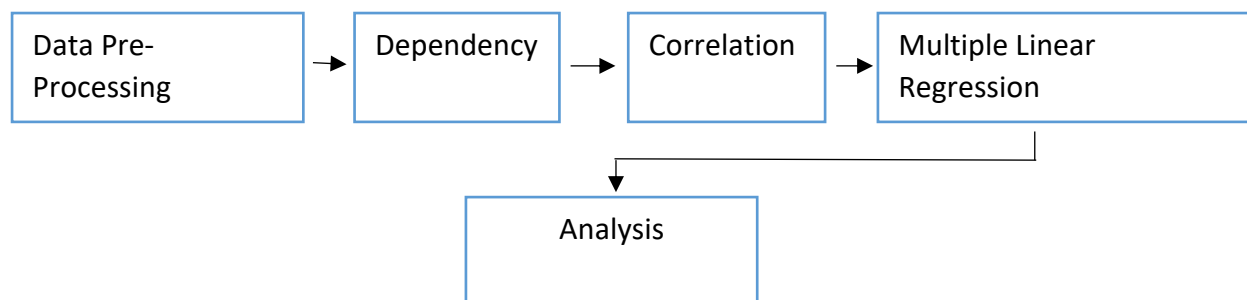 Data Pre-
Processing
Dependency
Correlation
Multiple Linear
Regression
Analysis